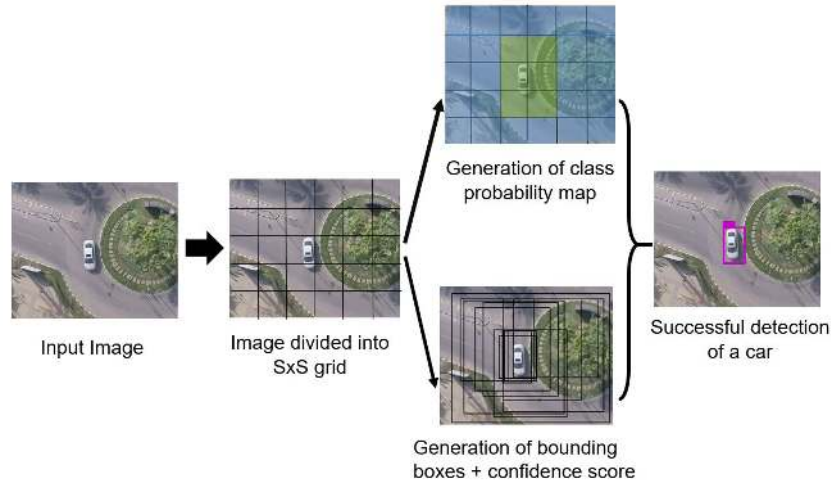 Generation of class
probability map
Input Image
Image divided into
SxS grid
Successful detection
of a car
Generation of bounding
boxes + confidence score